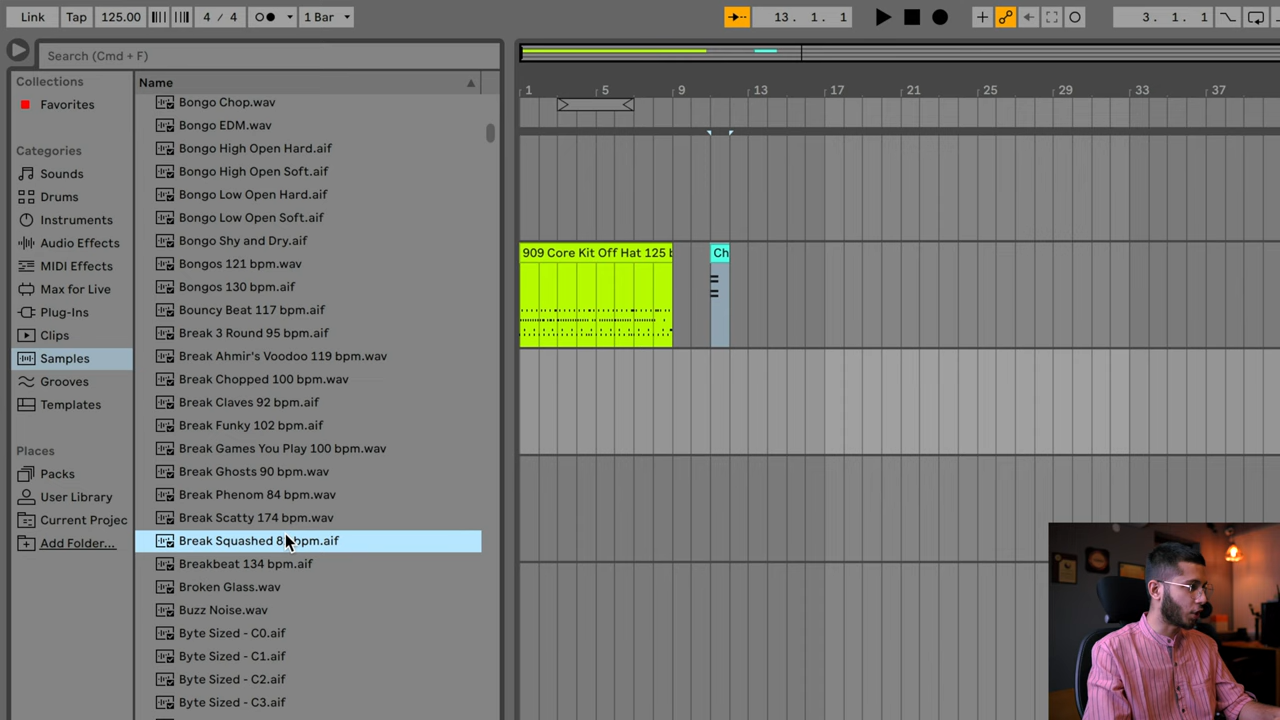 Link Tap 125.00 4 / 4 1 Bar 13. 1. 1 3. 1. 1
Search (Cmd + F)
Collections
Favorites
Categories
Sounds
Drums
Instruments
Audio Effects
MIDI Effects
Max for Live
Plug-Ins
Clips
Samples
Grooves
Templates
Places
Packs
User Library
Current Projec
Add Folder...
Name
Bongo Chop.wav
Bongo EDM.wav
Bongo High Open Hard.aif
Bongo High Open Soft.aif
Bongo Low Open Hard.aif
Bongo Low Open Soft.aif
Bongo Shy and Dry.aif
Bongos 121 bpm.wav
Bongos 130 bpm.aif
Bouncy Beat 117 bpm.aif
Break 3 Round 95 bpm.aif
Break Ahmir's Voodoo 119 bpm.wav
Break Chopped 100 bpm.wav
Break Claves 92 bpm.aif
Break Funky 102 bpm.aif
Break Games You Play 100 bpm.wav
Break Ghosts 90 bpm.wav
Break Phenom 84 bpm.wav
Break Scatty 174 bpm.wav
Break Squashed bpm.aif
Breakbeat 134 bpm.aif
Broken Glass.wav
Buzz Noise.wav
Byte Sized - C0.aif
Byte Sized - C1.aif
Byte Sized - C2.aif
Byte Sized - C3.aif
1 5 9 13 17 21 25 29 33 37
909 Core Kit Off Hat 125 b
Ch